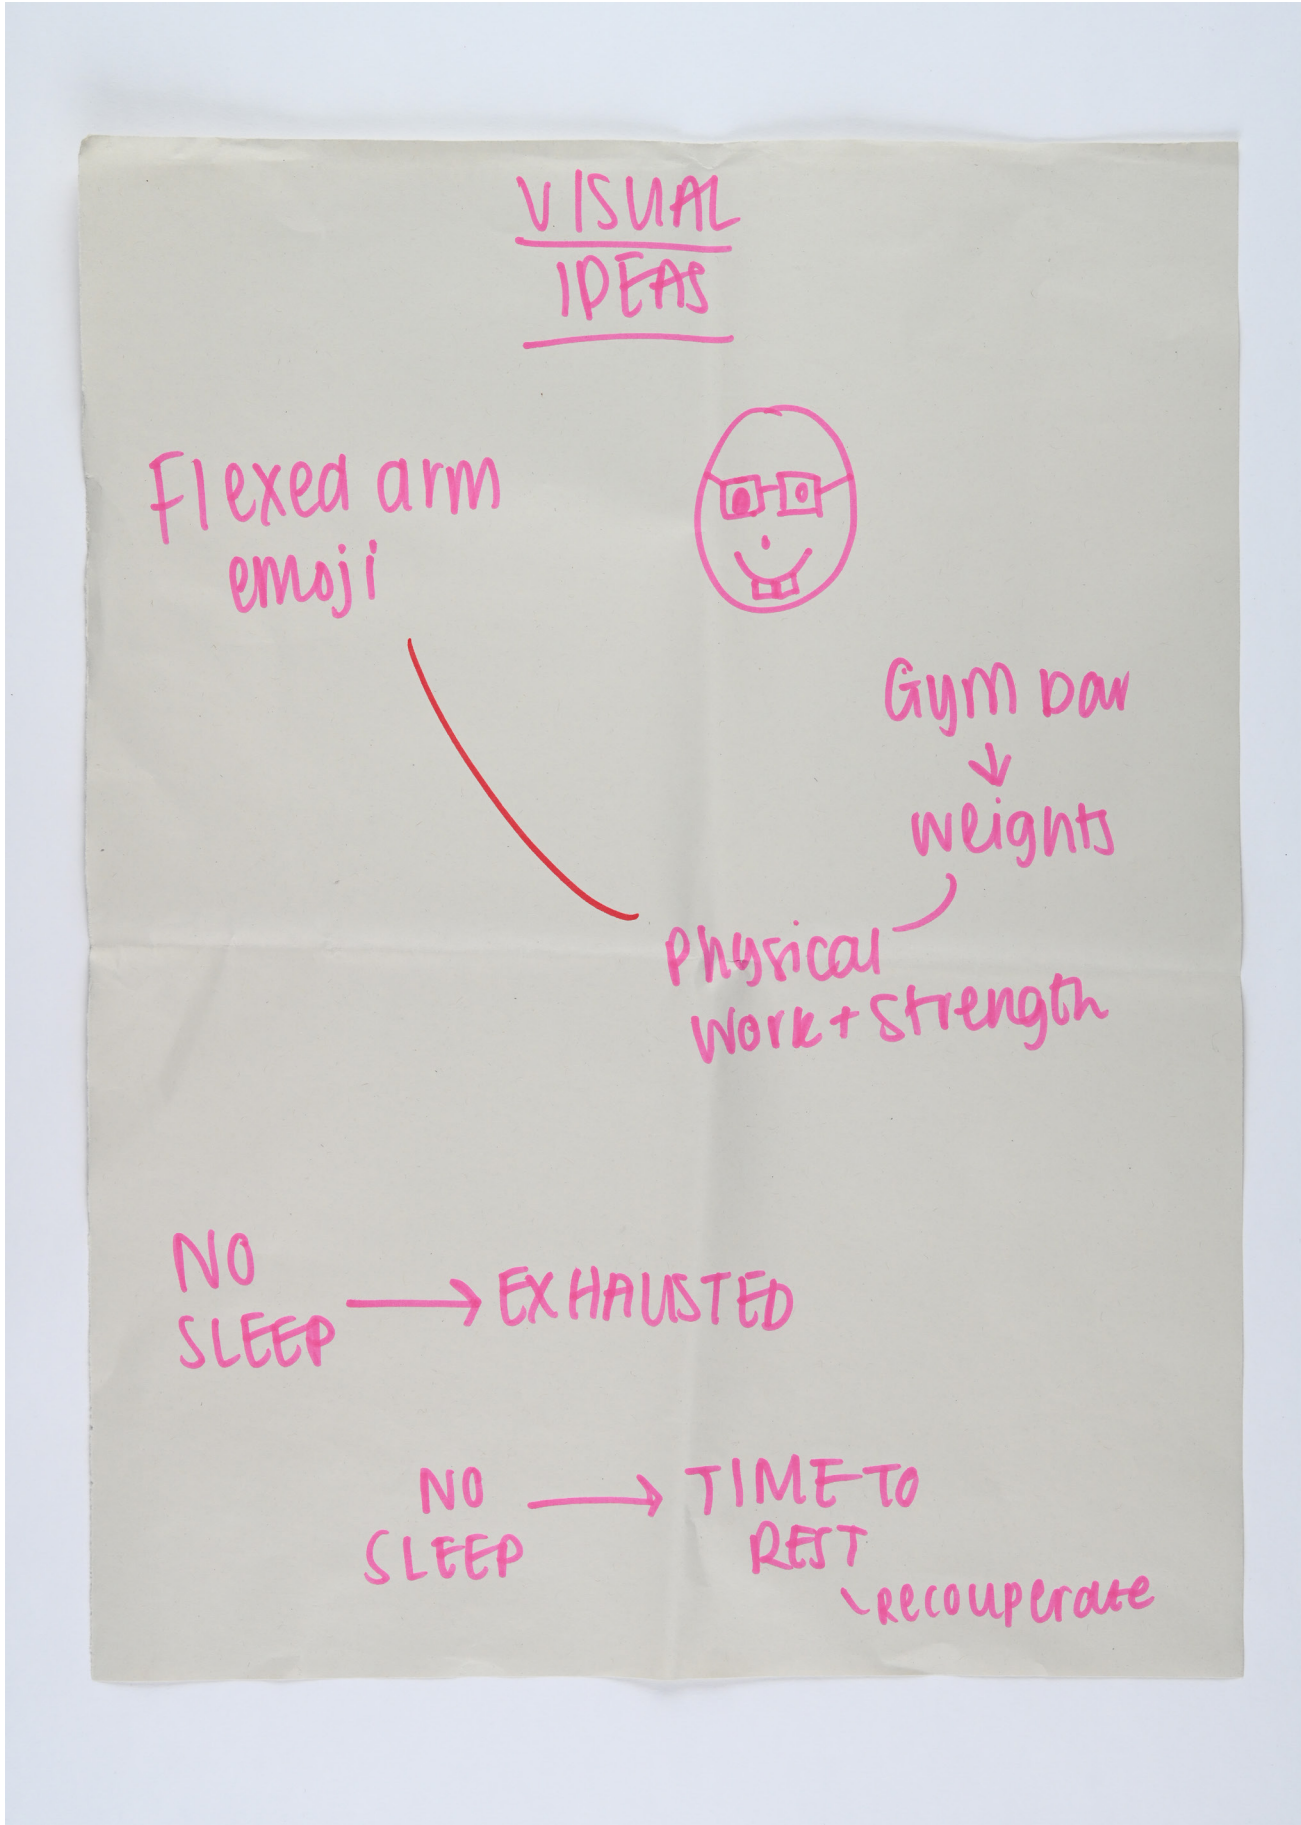 VISUAL
IDEAS
Flexed arm
emoji
Gym bar
↓
weights
Physical
Work + Strength
NO
SLEEP → EXHAUSTED
NO
SLEEP → TIME TO
REST
recouperate